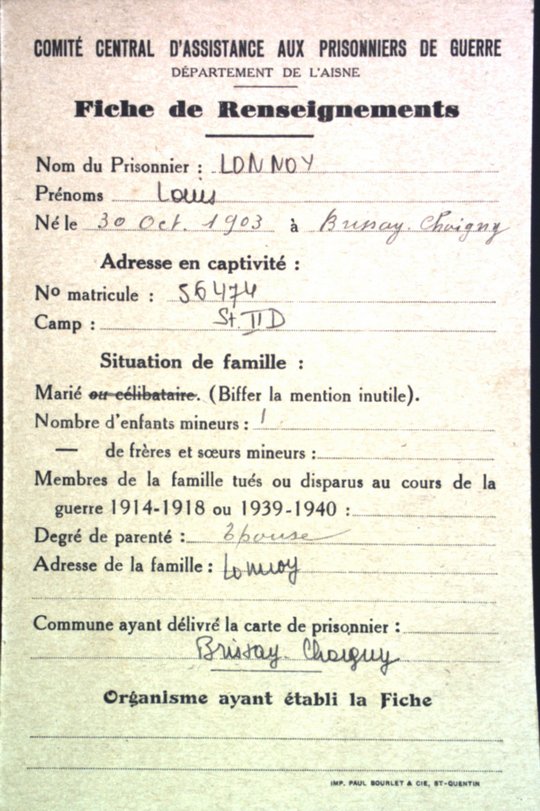 COMITÉ CENTRAL D'ASSISTANCE AUX PRISONNIERS DE GUERRE
DÉPARTEMENT DE L'AISNE
Fiche de Renseignements
Nom du Prisonnier : LONNOY
Prénoms Louis
Né le 30 Oct. 1903 à Brissay-Choigny
Adresse en captivité :
Nº matricule : 56474
Camp : St. II D
Situation de famille :
Marié ou célibataire. (Biffer la mention inutile).
Nombre d'enfants mineurs : 1
— de frères et sœurs mineurs :
Membres de la famille tués ou disparus au cours de la
guerre 1914-1918 ou 1939-1940 :
Degré de parenté : Epouse
Adresse de la famille : Lonnoy
Commune ayant délivré la carte de prisonnier :
Brissay-Choigny
Organisme ayant établi la Fiche
IMP. PAUL BOURLET & CIE, ST-QUENTIN